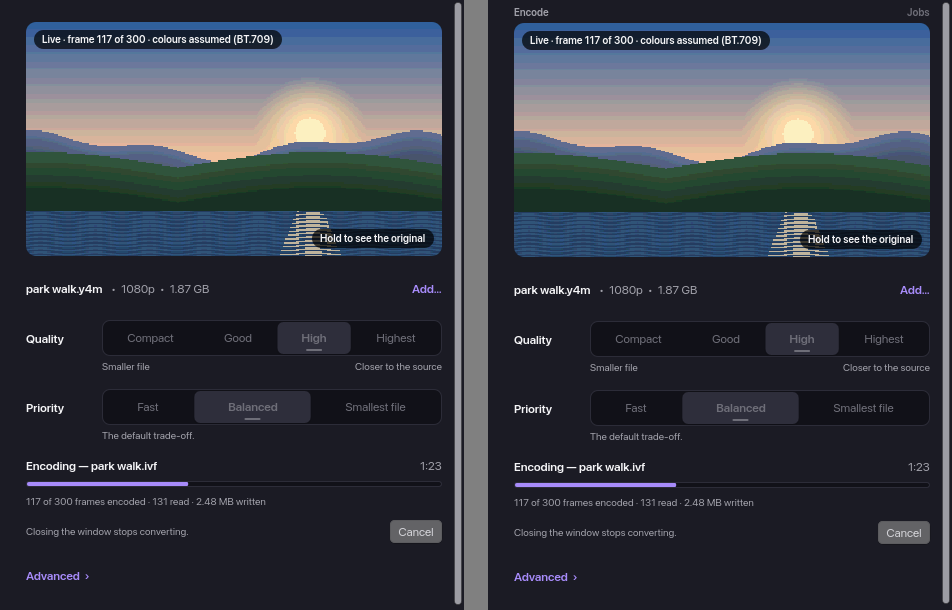 Live · frame 117 of 300 · colours assumed (BT.709)
Hold to see the original
park walk.y4m • 1080p • 1.87 GB Add...
Quality Compact Good High Highest
Smaller file Closer to the source
Priority Fast Balanced Smallest file
The default trade-off.
Encoding — park walk.ivf 1:23
117 of 300 frames encoded · 131 read · 2.48 MB written
Closing the window stops converting. Cancel
Advanced ›
Encode Jobs
Live · frame 117 of 300 · colours assumed (BT.709)
Hold to see the original
park walk.y4m • 1080p • 1.87 GB Add...
Quality Compact Good High Highest
Smaller file Closer to the source
Priority Fast Balanced Smallest file
The default trade-off.
Encoding — park walk.ivf 1:23
117 of 300 frames encoded · 131 read · 2.48 MB written
Closing the window stops converting. Cancel
Advanced ›